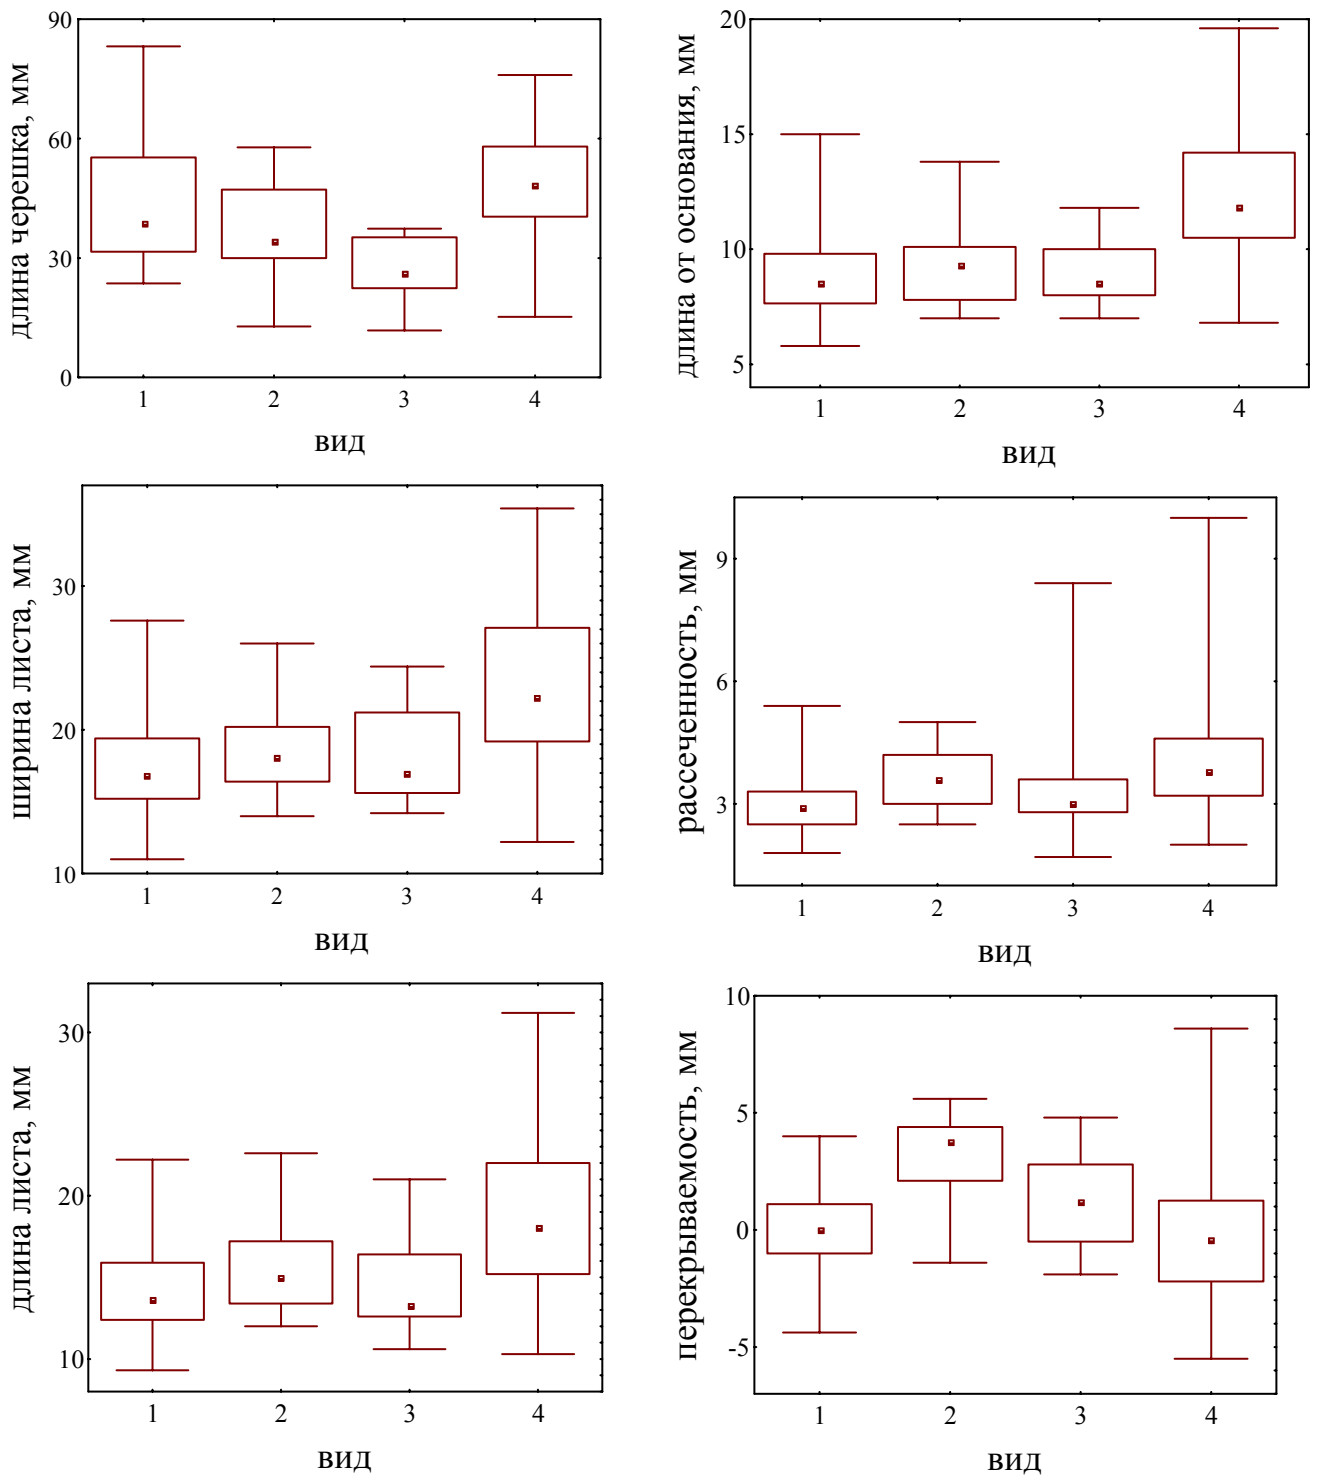 длина черешка, мм
90
60
30
0
1 2 3 4
вид
длина от основания, мм
20
15
10
5
1 2 3 4
вид
ширина листа, мм
30
20
10
1 2 3 4
вид
рассеченность, мм
9
6
3
1 2 3 4
вид
длина листа, мм
30
20
10
1 2 3 4
вид
перекрываемость, мм
10
5
0
-5
1 2 3 4
вид